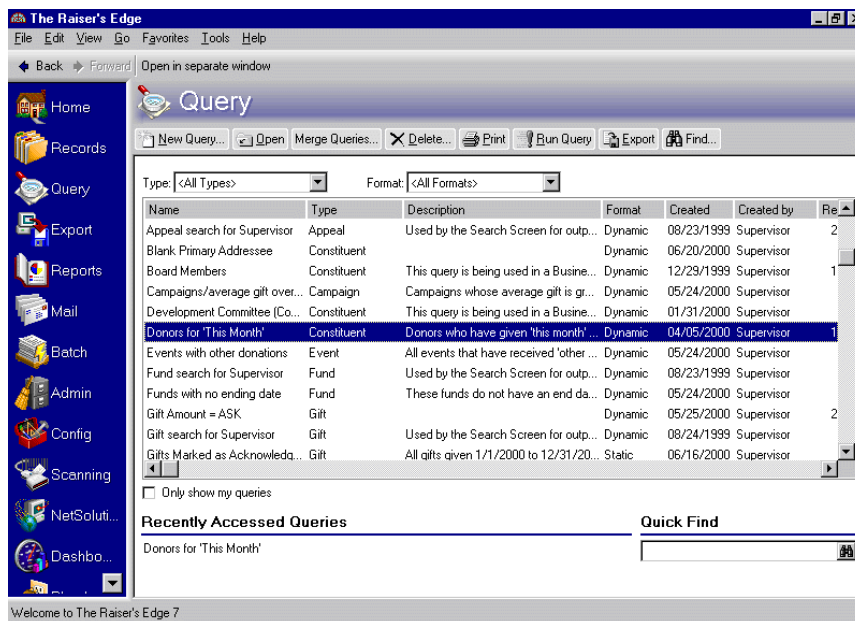 The Raiser's Edge
File Edit View Go Favorites Tools Help
Back Forward Open in separate window
Home
Records
Query
Export
Reports
Mail
Batch
Admin
Config
Scanning
NetSoluti...
Dashbo...
Query
New Query... Open Merge Queries... Delete... Print Run Query Export Find...
Type: <All Types> Format: <All Formats>
Name Type Description Format Created Created by Re
Appeal search for Supervisor Appeal Used by the Search Screen for outp... Dynamic 08/23/1999 Supervisor 2
Blank Primary Addressee Constituent Dynamic 06/20/2000 Supervisor
Board Members Constituent This query is being used in a Busine... Dynamic 12/29/1999 Supervisor 1
Campaigns/average gift over... Campaign Campaigns whose average gift is gr... Dynamic 05/24/2000 Supervisor
Development Committee (Co... Constituent This query is being used in a Busine... Dynamic 01/31/2000 Supervisor
Donors for 'This Month' Constituent Donors who have given 'this month' ... Dynamic 04/05/2000 Supervisor 1
Events with other donations Event All events that have received 'other ... Dynamic 05/24/2000 Supervisor
Fund search for Supervisor Fund Used by the Search Screen for outp... Dynamic 08/23/1999 Supervisor
Funds with no ending date Fund These funds do not have an end da... Dynamic 05/24/2000 Supervisor
Gift Amount = ASK Gift Dynamic 05/25/2000 Supervisor 2
Gift search for Supervisor Gift Used by the Search Screen for outp... Dynamic 08/24/1999 Supervisor
Gifts Marked as Acknowledg... Gift All gifts given 1/1/2000 to 12/31/20... Static 06/16/2000 Supervisor
Only show my queries
Recently Accessed Queries Quick Find
Donors for 'This Month'
Welcome to The Raiser's Edge 7